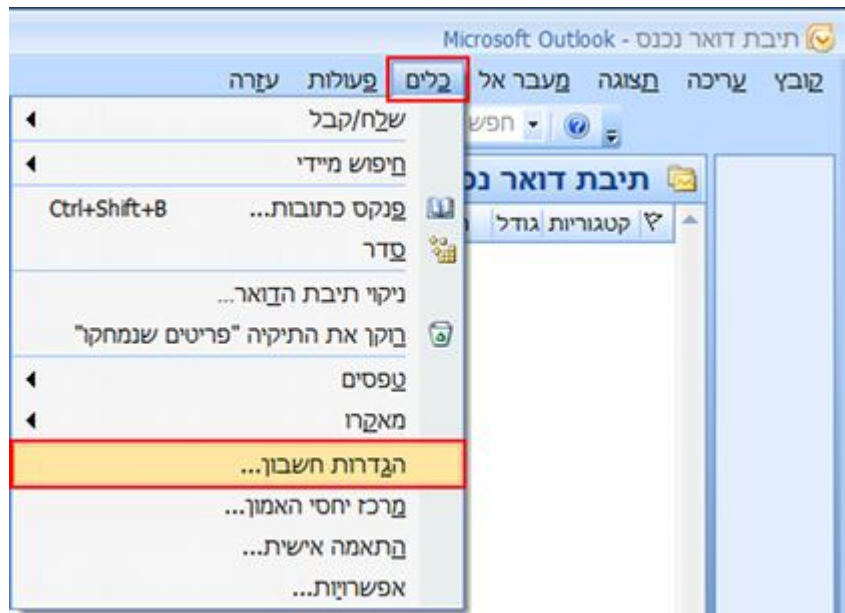 תיבת דואר נכנס - Microsoft Outlook
קובץ עריכה תצוגה מעבר אל כלים פעולות עזרה
חפש
תיבת דואר
קטגוריות גודל
שלח/קבל
חיפוש מיידי
פנקס כתובות... Ctrl+Shift+B
סדר
ניקוי תיבת הדואר...
רוקן את התיקיה "פריטים שנמחקו"
טפסים
מאקרו
הגדרות חשבון...
מרכז יחסי האמון...
התאמה אישית...
אפשרויות...